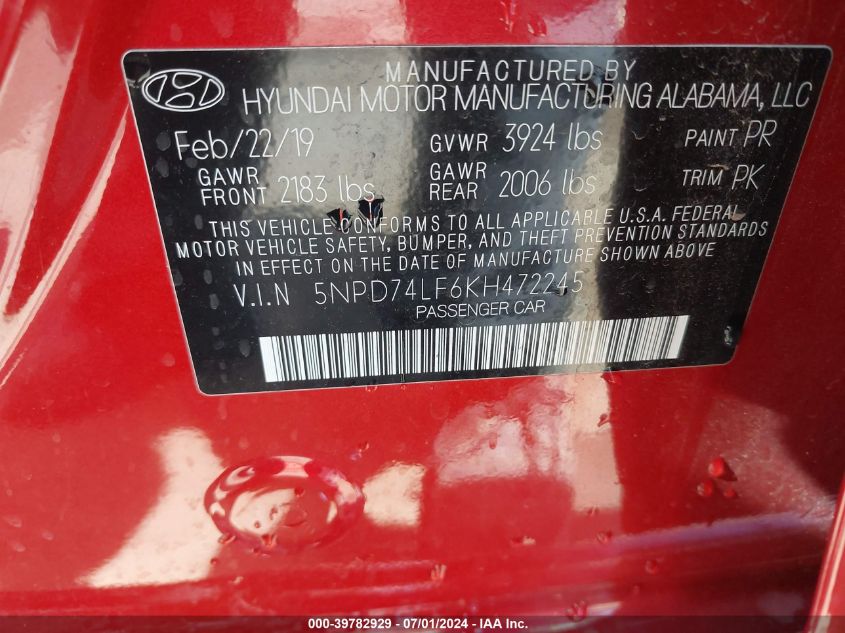 MANUFACTURED BY
HYUNDAI MOTOR MANUFACTURING ALABAMA, LLC
Feb/22/19 GVWR 3924 lbs PAINT PR
GAWR FRONT 2183 lbs GAWR REAR 2006 lbs TRIM PK
THIS VEHICLE CONFORMS TO ALL APPLICABLE U.S.A. FEDERAL
MOTOR VEHICLE SAFETY, BUMPER, AND THEFT PREVENTION STANDARDS
IN EFFECT ON THE DATE OF MANUFACTURE SHOWN ABOVE
V.I.N 5NPD74LF6KH472245
PASSENGER CAR
000-39782929 - 07/01/2024 - IAA Inc.